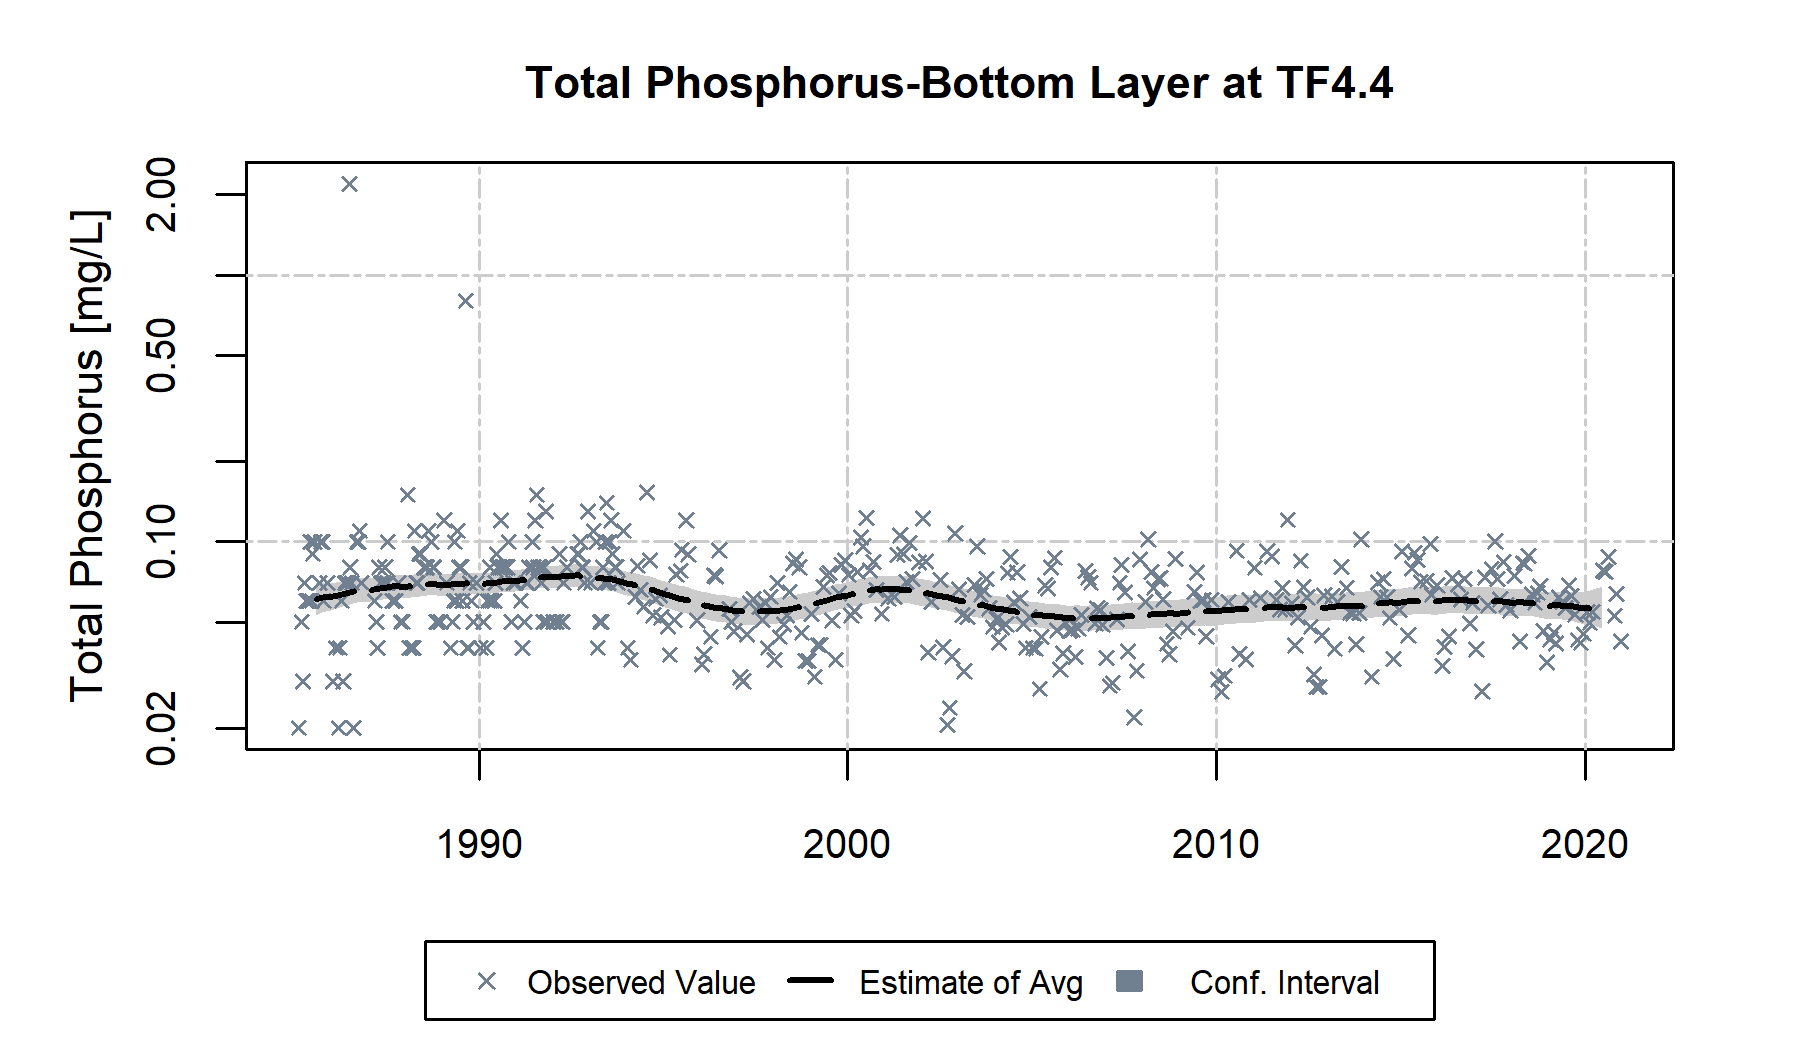 Total Phosphorus-Bottom Layer at TF4.4
Total Phosphorus [mg/L]
2.00
0.50
0.10
0.02
1990 2000 2010 2020
Observed Value Estimate of Avg Conf. Interval